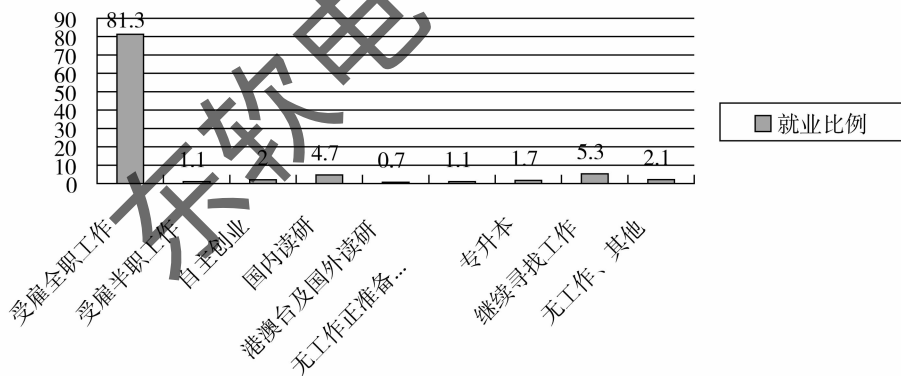 东软电
90
80
70
60
50
40
30
20
10
0
81.3
1.1
2
4.7
0.7
1.1
1.7
5.3
2.1
就业比例
受雇全职工作
受雇半职工作
自主创业
国内读研
港澳台及国外读研
无工作正准备...
专升本
继续寻找工作
无工作、其他